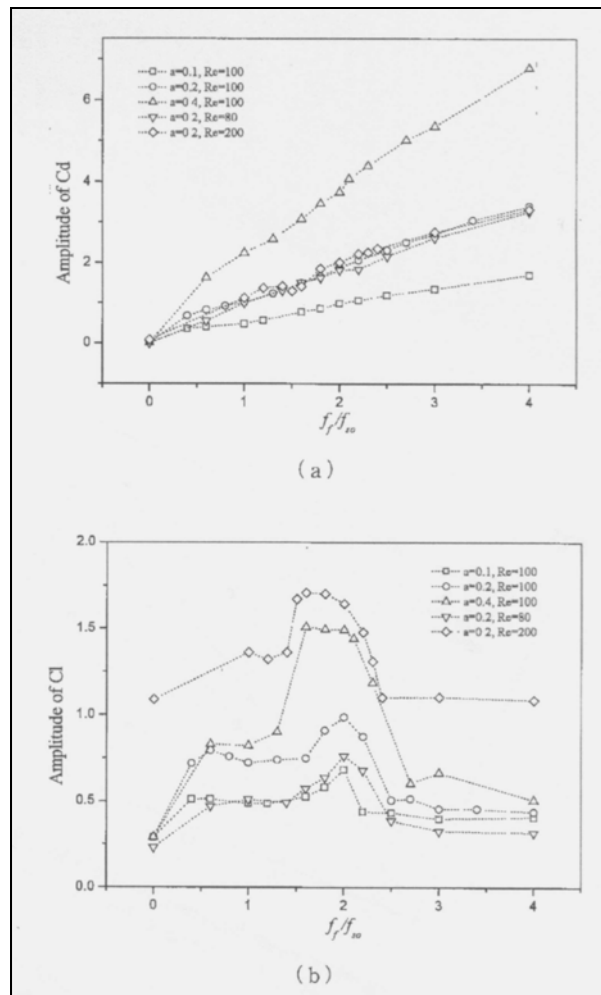 a=0.1, Re=100
a=0.2, Re=100
a=0.4, Re=100
a=0.2, Re=80
a=0.2, Re=200
Amplitude of Cd
6
4
2
0
0 1 2 3 4
f_f/f_so
(a)
2.0
1.5
1.0
0.5
0.0
a=0.1, Re=100
a=0.2, Re=100
a=0.4, Re=100
a=0.2, Re=80
a=0.2, Re=200
Amplitude of Cl
0 1 2 3 4
f_f/f_so
(b)